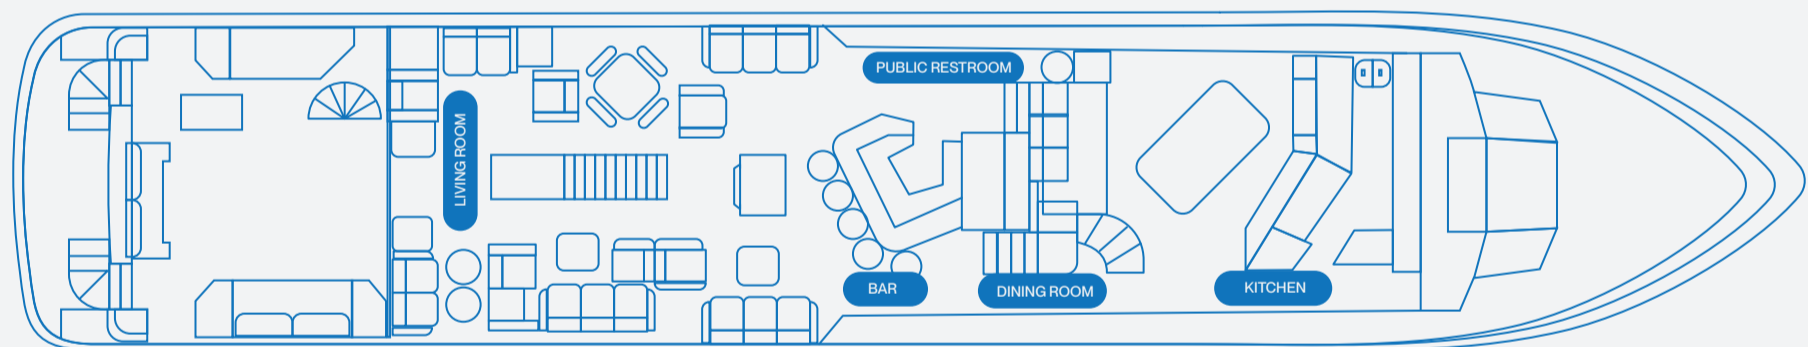 PUBLIC RESTROOM
LIVING ROOM
BAR
DINING ROOM
KITCHEN